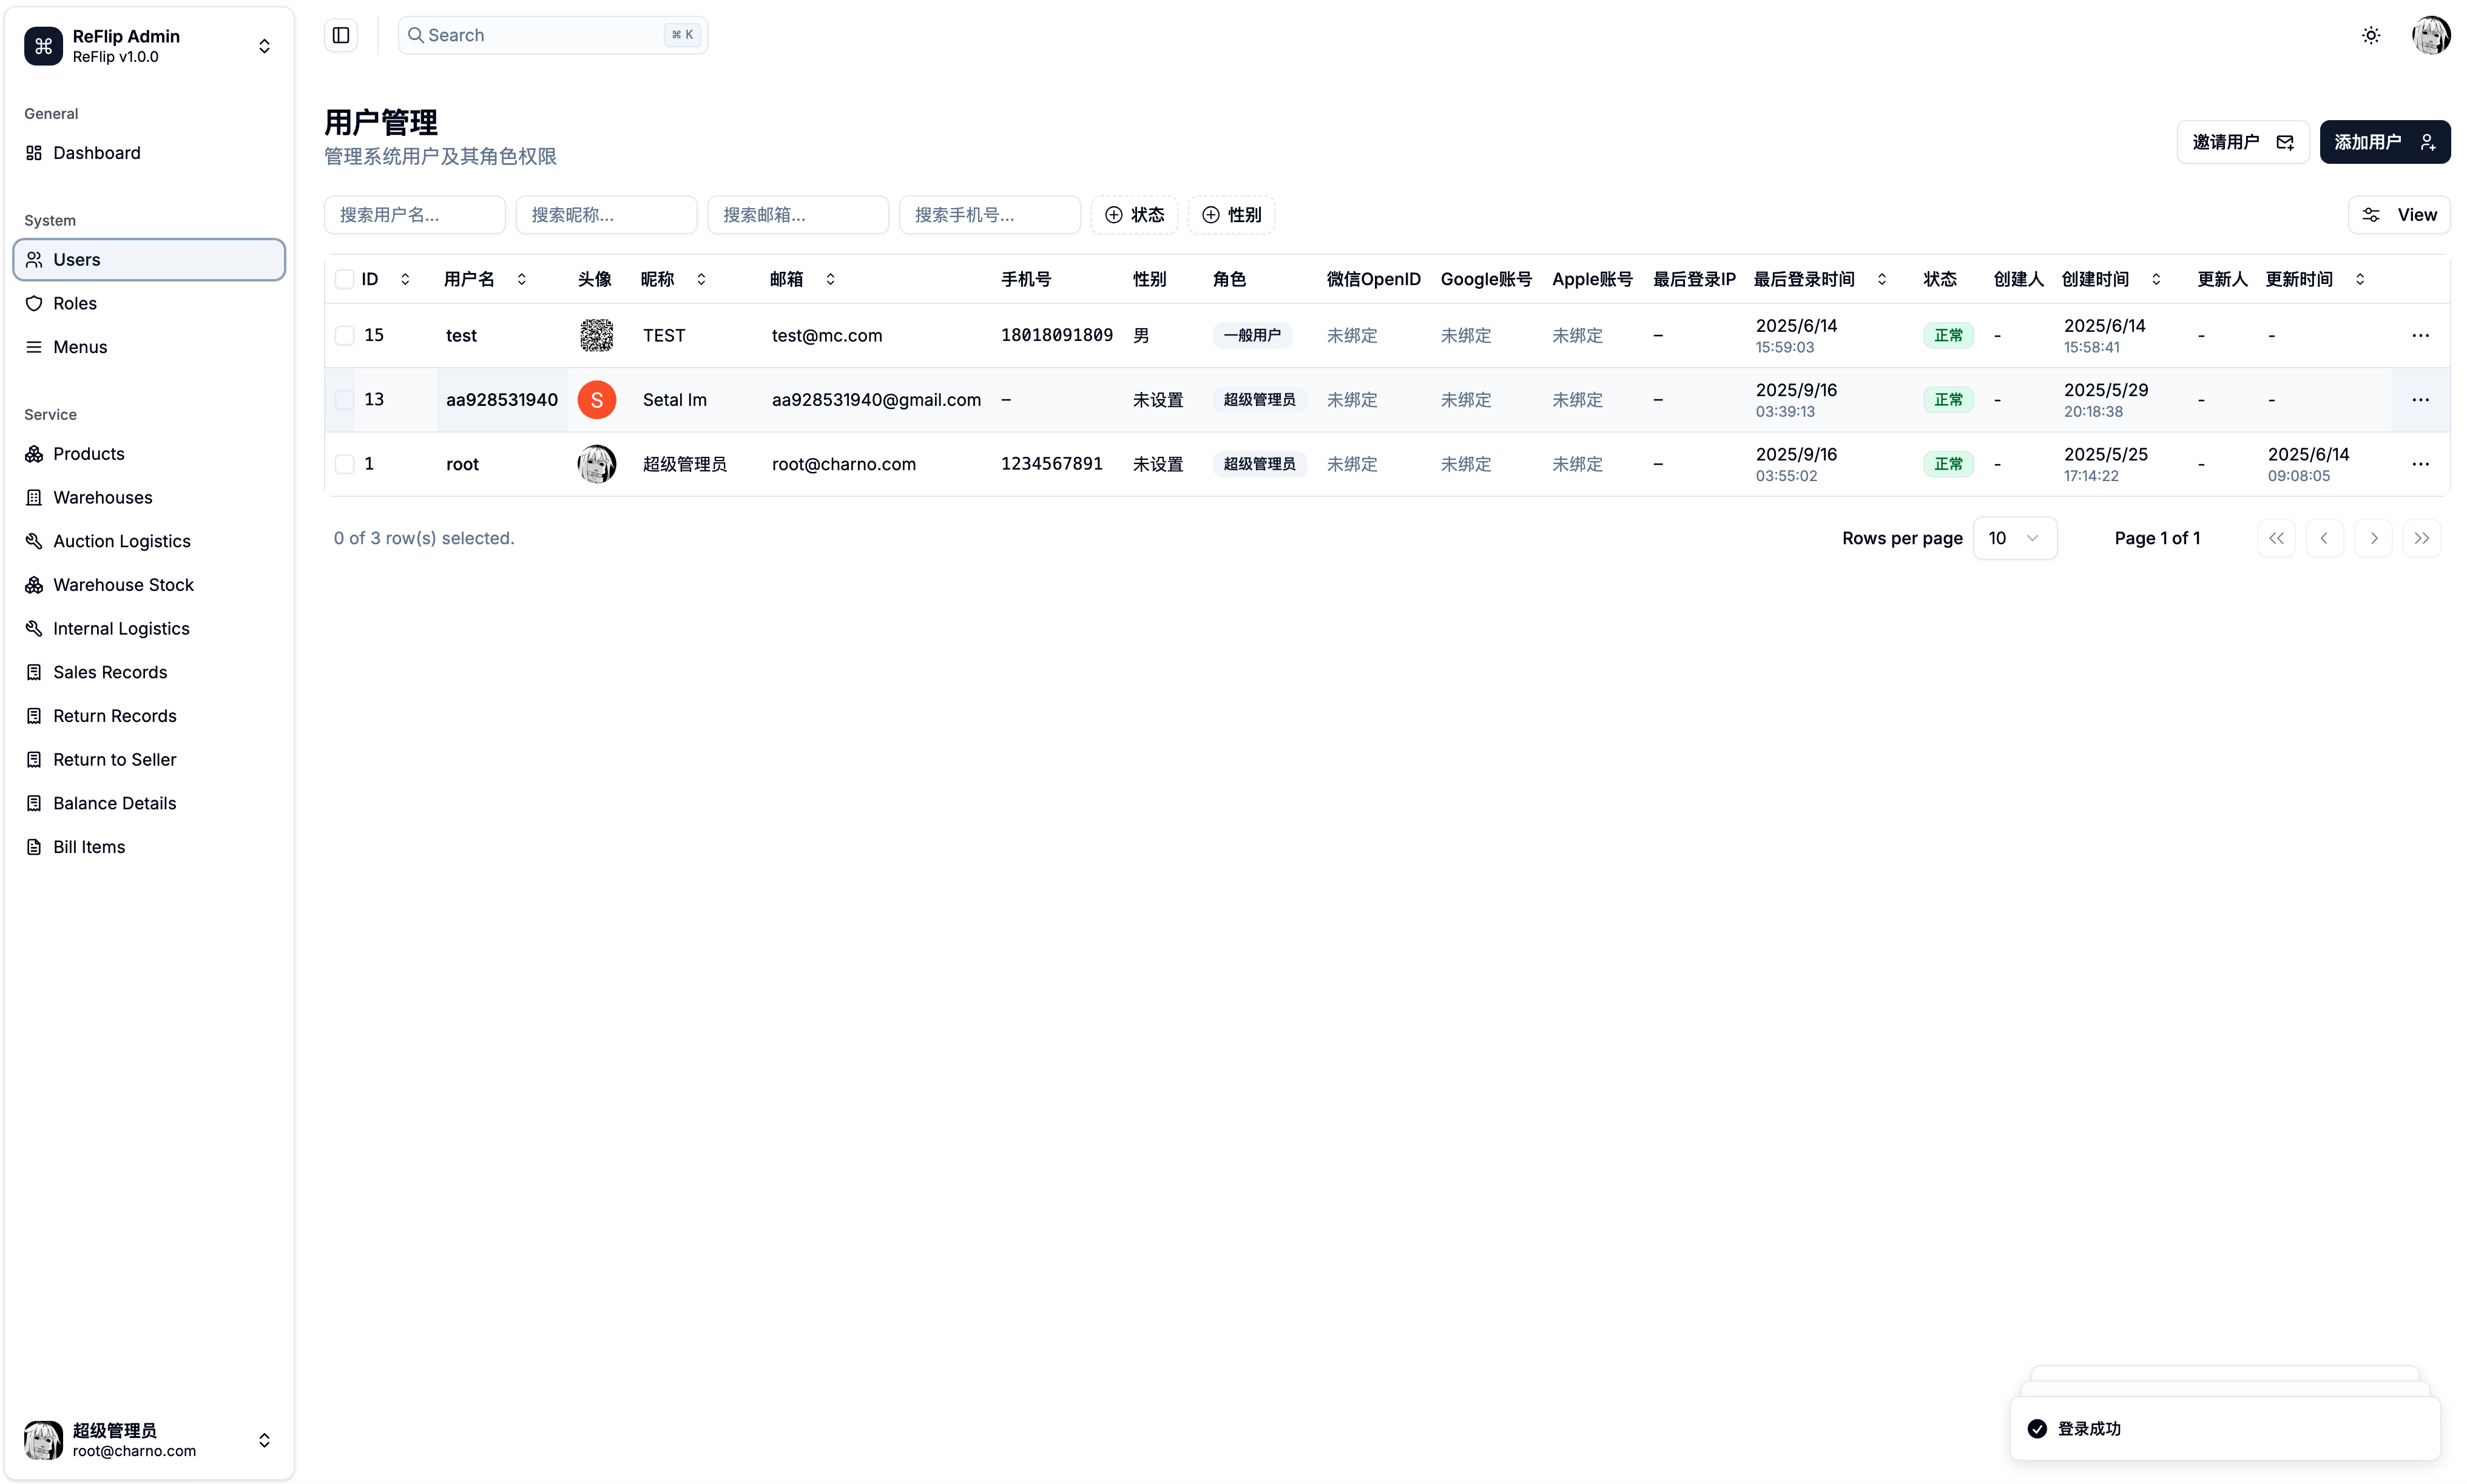 ReFlip Admin
ReFlip v1.0.0
General
Dashboard
System
Users
Roles
Menus
Service
Products
Warehouses
Auction Logistics
Warehouse Stock
Internal Logistics
Sales Records
Return Records
Return to Seller
Balance Details
Bill Items
超级管理员
root@charno.com
Search ⌘ K
用户管理
管理系统用户及其角色权限
邀请用户 添加用户
搜索用户名... 搜索昵称... 搜索邮箱... 搜索手机号... 状态 性别 View
ID 用户名 头像 昵称 邮箱 手机号 性别 角色 微信OpenID Google账号 Apple账号 最后登录IP 最后登录时间 状态 创建人 创建时间 更新人 更新时间
15 test TEST test@mc.com 18018091809 男 一般用户 未绑定 未绑定 未绑定 – 2025/6/14 正常 - 2025/6/14 - - ...
15:59:03 15:58:41
13 aa928531940 S Setal Im aa928531940@gmail.com – 未设置 超级管理员 未绑定 未绑定 未绑定 – 2025/9/16 正常 - 2025/5/29 - - ...
03:39:13 20:18:38
1 root 超级管理员 root@charno.com 1234567891 未设置 超级管理员 未绑定 未绑定 未绑定 – 2025/9/16 正常 - 2025/5/25 - 2025/6/14 ...
03:55:02 17:14:22 09:08:05
0 of 3 row(s) selected. Rows per page 10 Page 1 of 1
登录成功